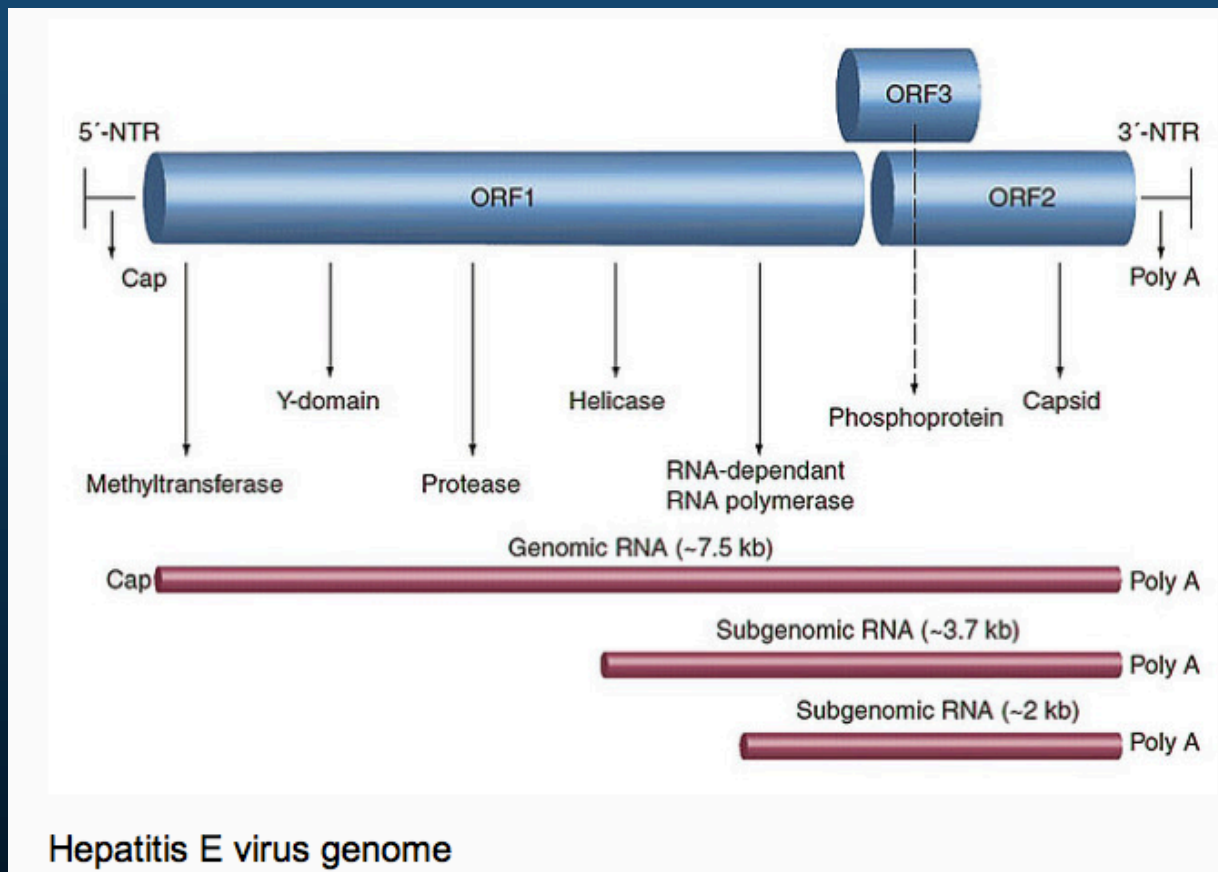 ORF3
5´-NTR
3´-NTR
ORF1
ORF2
Cap
Poly A
Y-domain
Helicase
Phosphoprotein
Capsid
Methyltransferase
Protease
RNA-dependant
RNA polymerase
Genomic RNA (~7.5 kb)
Cap
Poly A
Subgenomic RNA (~3.7 kb)
Poly A
Subgenomic RNA (~2 kb)
Poly A
Hepatitis E virus genome